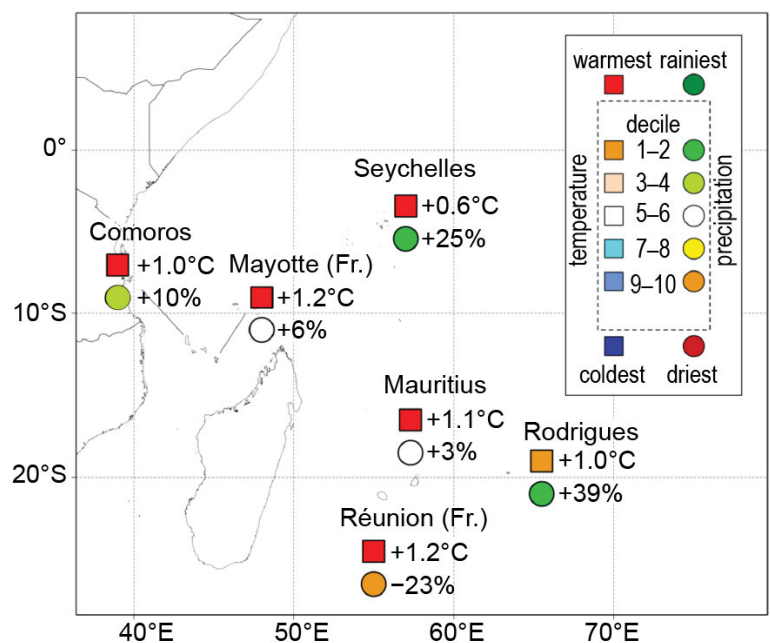 warmest rainiest
decile
1–2
3–4
5–6
7–8
9–10
temperature
precipitation
coldest driest
0°
10°S
20°S
Seychelles
+0.6°C
+25%
Comoros
+1.0°C
+10%
Mayotte (Fr.)
+1.2°C
+6%
Mauritius
+1.1°C
+3%
Rodrigues
+1.0°C
+39%
Réunion (Fr.)
+1.2°C
−23%
40°E 50°E 60°E 70°E